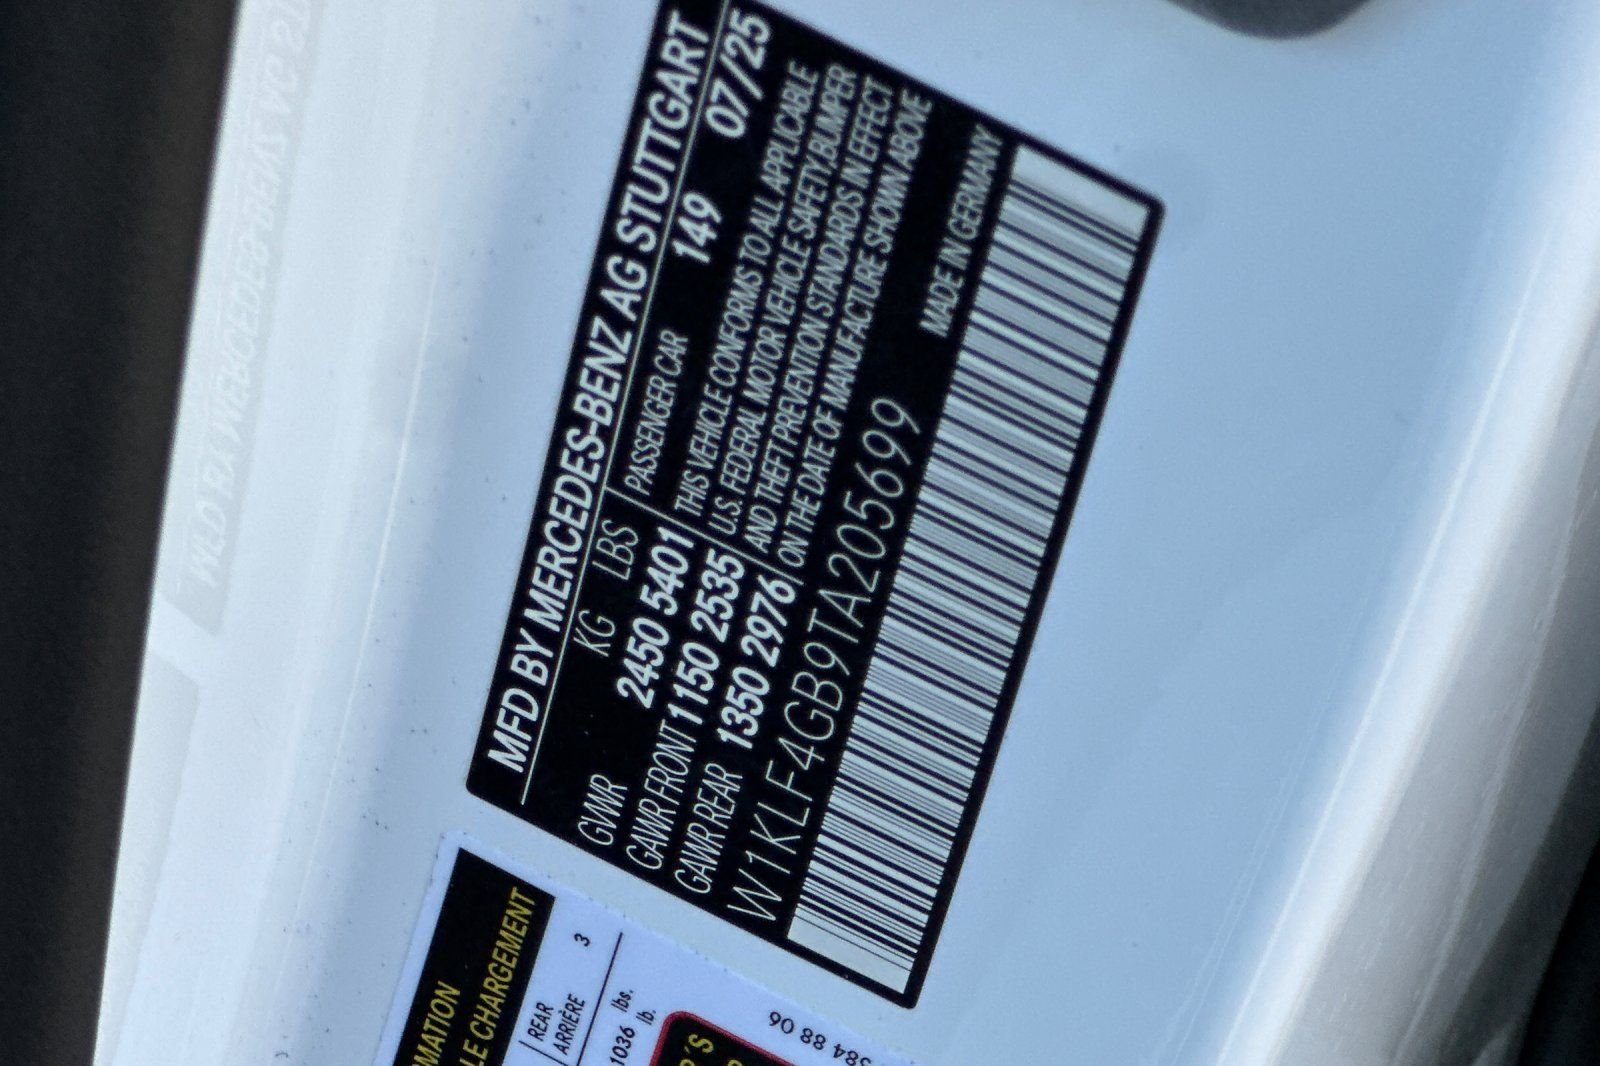 MFD BY MERCEDES-BENZ AG STUTTGART
KG LBS
PASSENGER CAR 149 07/25
GVWR 2450 5401
GAWR FRONT 1150 2535
GAWR REAR 1350 2976
THIS VEHICLE CONFORMS TO ALL APPLICABLE
U.S. FEDERAL MOTOR VEHICLE SAFETY, BUMPER
AND THEFT PREVENTION STANDARDS IN EFFECT
ON THE DATE OF MANUFACTURE SHOWN ABOVE
W1KLF4GB9TA205699
MADE IN GERMANY
MATION
LE CHARGEMENT
REAR
ARRIÈRE
3
1036 lbs.
lb.
R'S
584 88 06